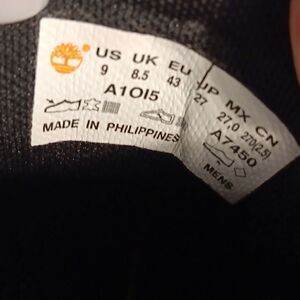 US UK EU JP MX CN
9 8.5 43 27 27.0 270(2.5)
A1OI5 A7450
MADE IN PHILIPPINES MENS